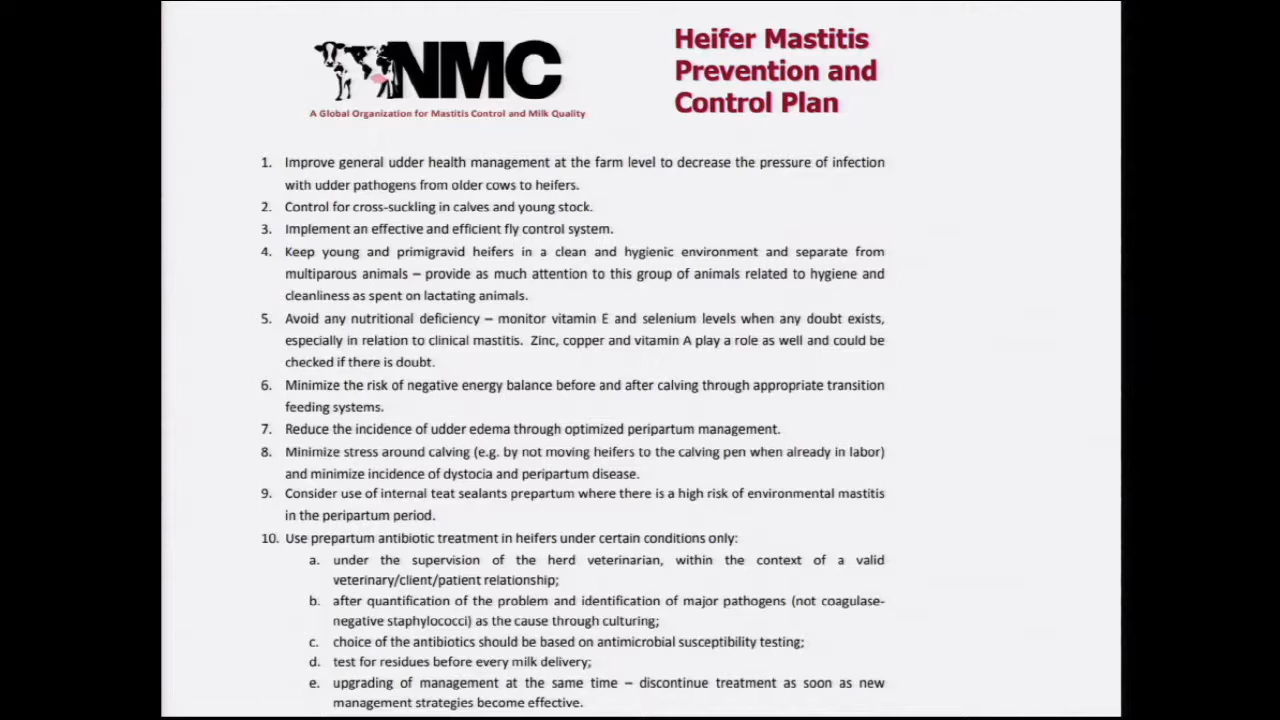 NMC
A Global Organization for Mastitis Control and Milk Quality
Heifer Mastitis
Prevention and
Control Plan
1. Improve general udder health management at the farm level to decrease the pressure of infection
with udder pathogens from older cows to heifers.
2. Control for cross-suckling in calves and young stock.
3. Implement an effective and efficient fly control system.
4. Keep young and primigravid heifers in a clean and hygienic environment and separate from
multiparous animals – provide as much attention to this group of animals related to hygiene and
cleanliness as spent on lactating animals.
5. Avoid any nutritional deficiency – monitor vitamin E and selenium levels when any doubt exists,
especially in relation to clinical mastitis. Zinc, copper and vitamin A play a role as well and could be
checked if there is doubt.
6. Minimize the risk of negative energy balance before and after calving through appropriate transition
feeding systems.
7. Reduce the incidence of udder edema through optimized peripartum management.
8. Minimize stress around calving (e.g. by not moving heifers to the calving pen when already in labor)
and minimize incidence of dystocia and peripartum disease.
9. Consider use of internal teat sealants prepartum where there is a high risk of environmental mastitis
in the peripartum period.
10. Use prepartum antibiotic treatment in heifers under certain conditions only:
a. under the supervision of the herd veterinarian, within the context of a valid
veterinary/client/patient relationship;
b. after quantification of the problem and identification of major pathogens (not coagulase-
negative staphylococci) as the cause through culturing;
c. choice of the antibiotics should be based on antimicrobial susceptibility testing;
d. test for residues before every milk delivery;
e. upgrading of management at the same time – discontinue treatment as soon as new
management strategies become effective.